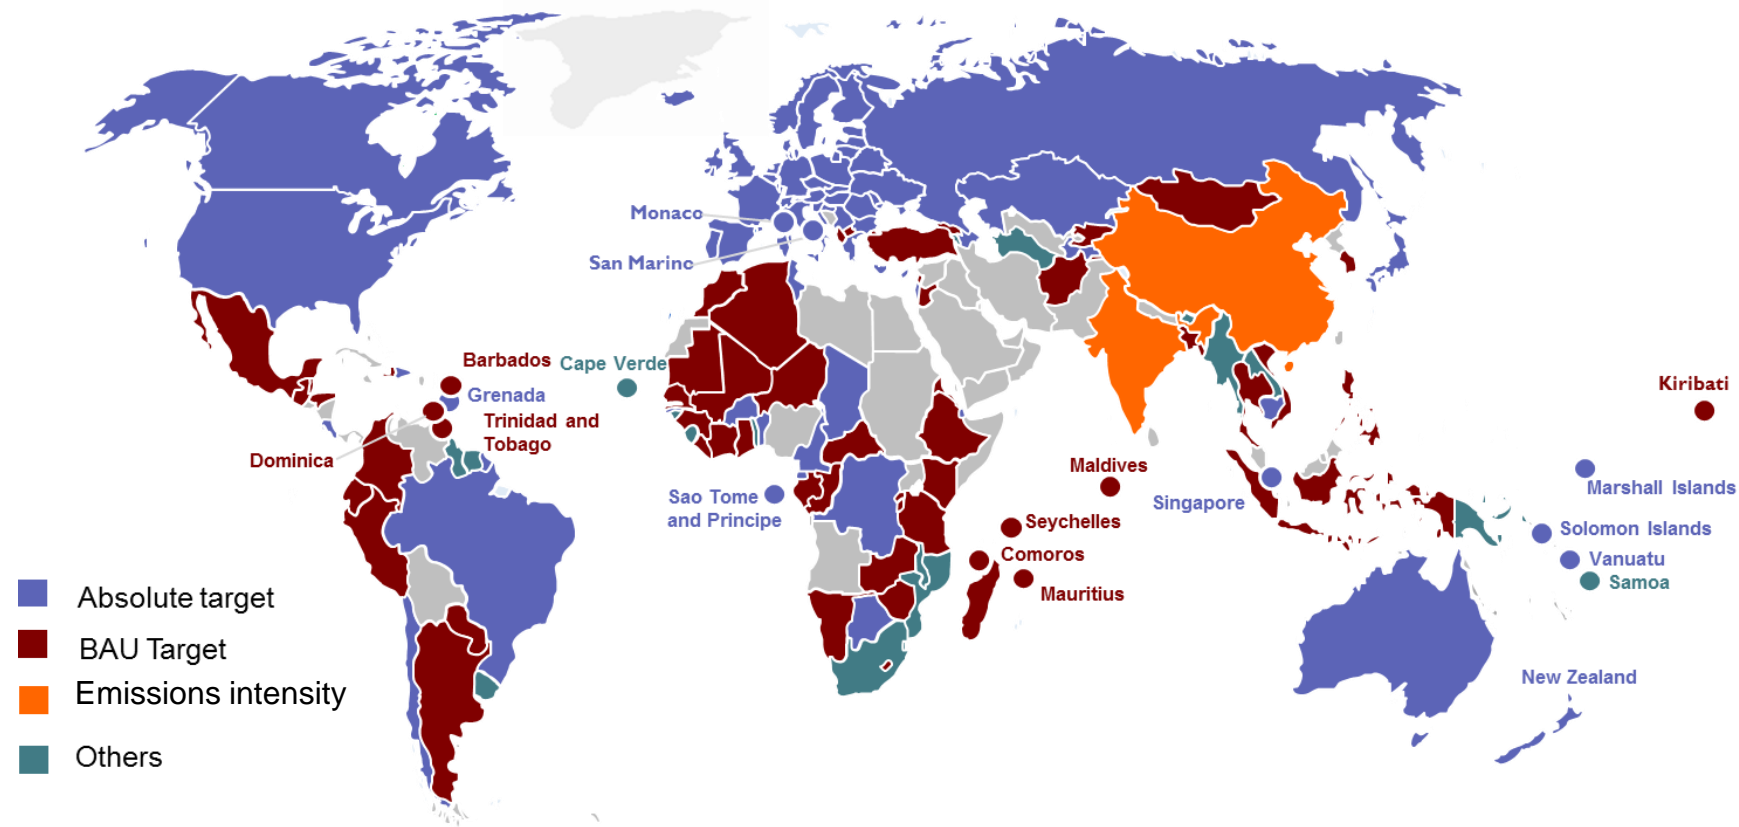 Monaco
San Marino
Barbados
Cape Verde
Grenada
Trinidad and
Tobago
Dominica
Kiribati
Maldives
Marshall Islands
Sao Tome
and Principe
Singapore
Seychelles
Solomon Islands
Comoros
Vanuatu
Samoa
Mauritius
New Zealand
Absolute target
BAU Target
Emissions intensity
Others